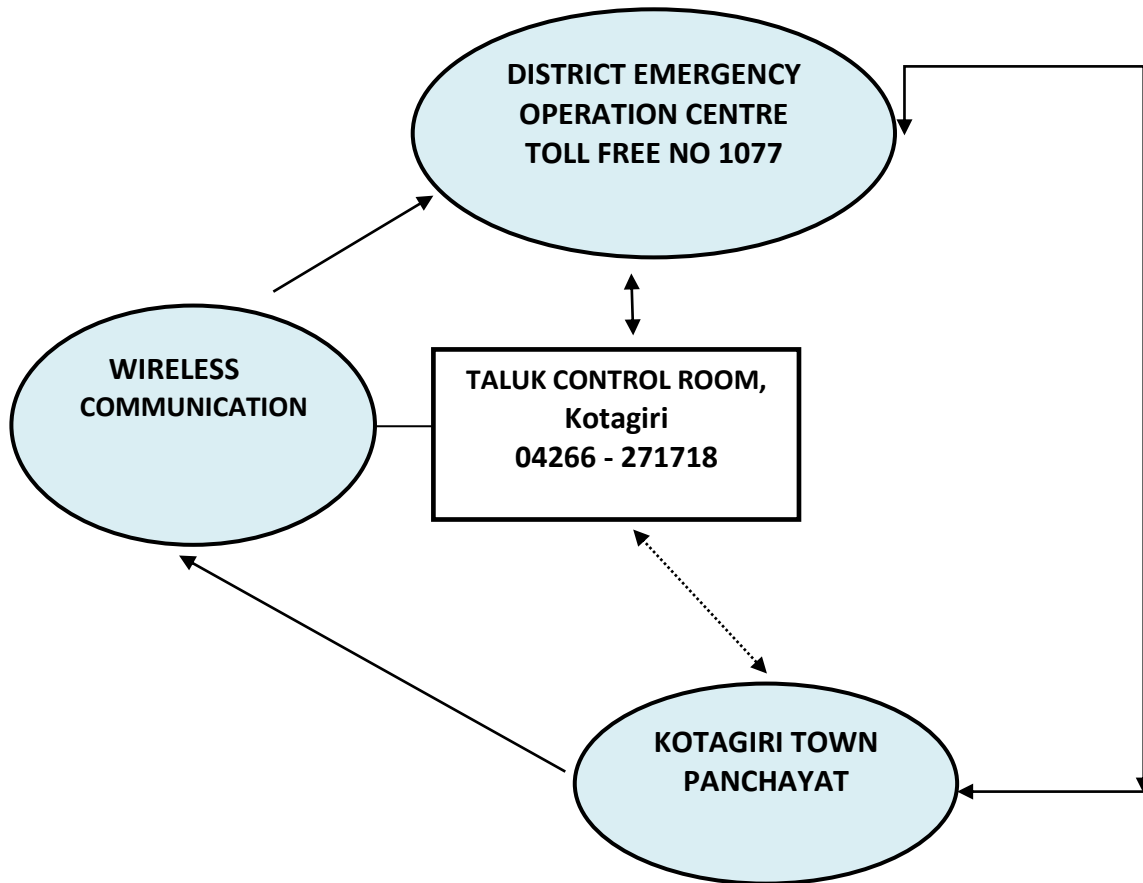 DISTRICT EMERGENCY
OPERATION CENTRE
TOLL FREE NO 1077
WIRELESS
COMMUNICATION
TALUK CONTROL ROOM,
Kotagiri
04266 - 271718
KOTAGIRI TOWN
PANCHAYAT